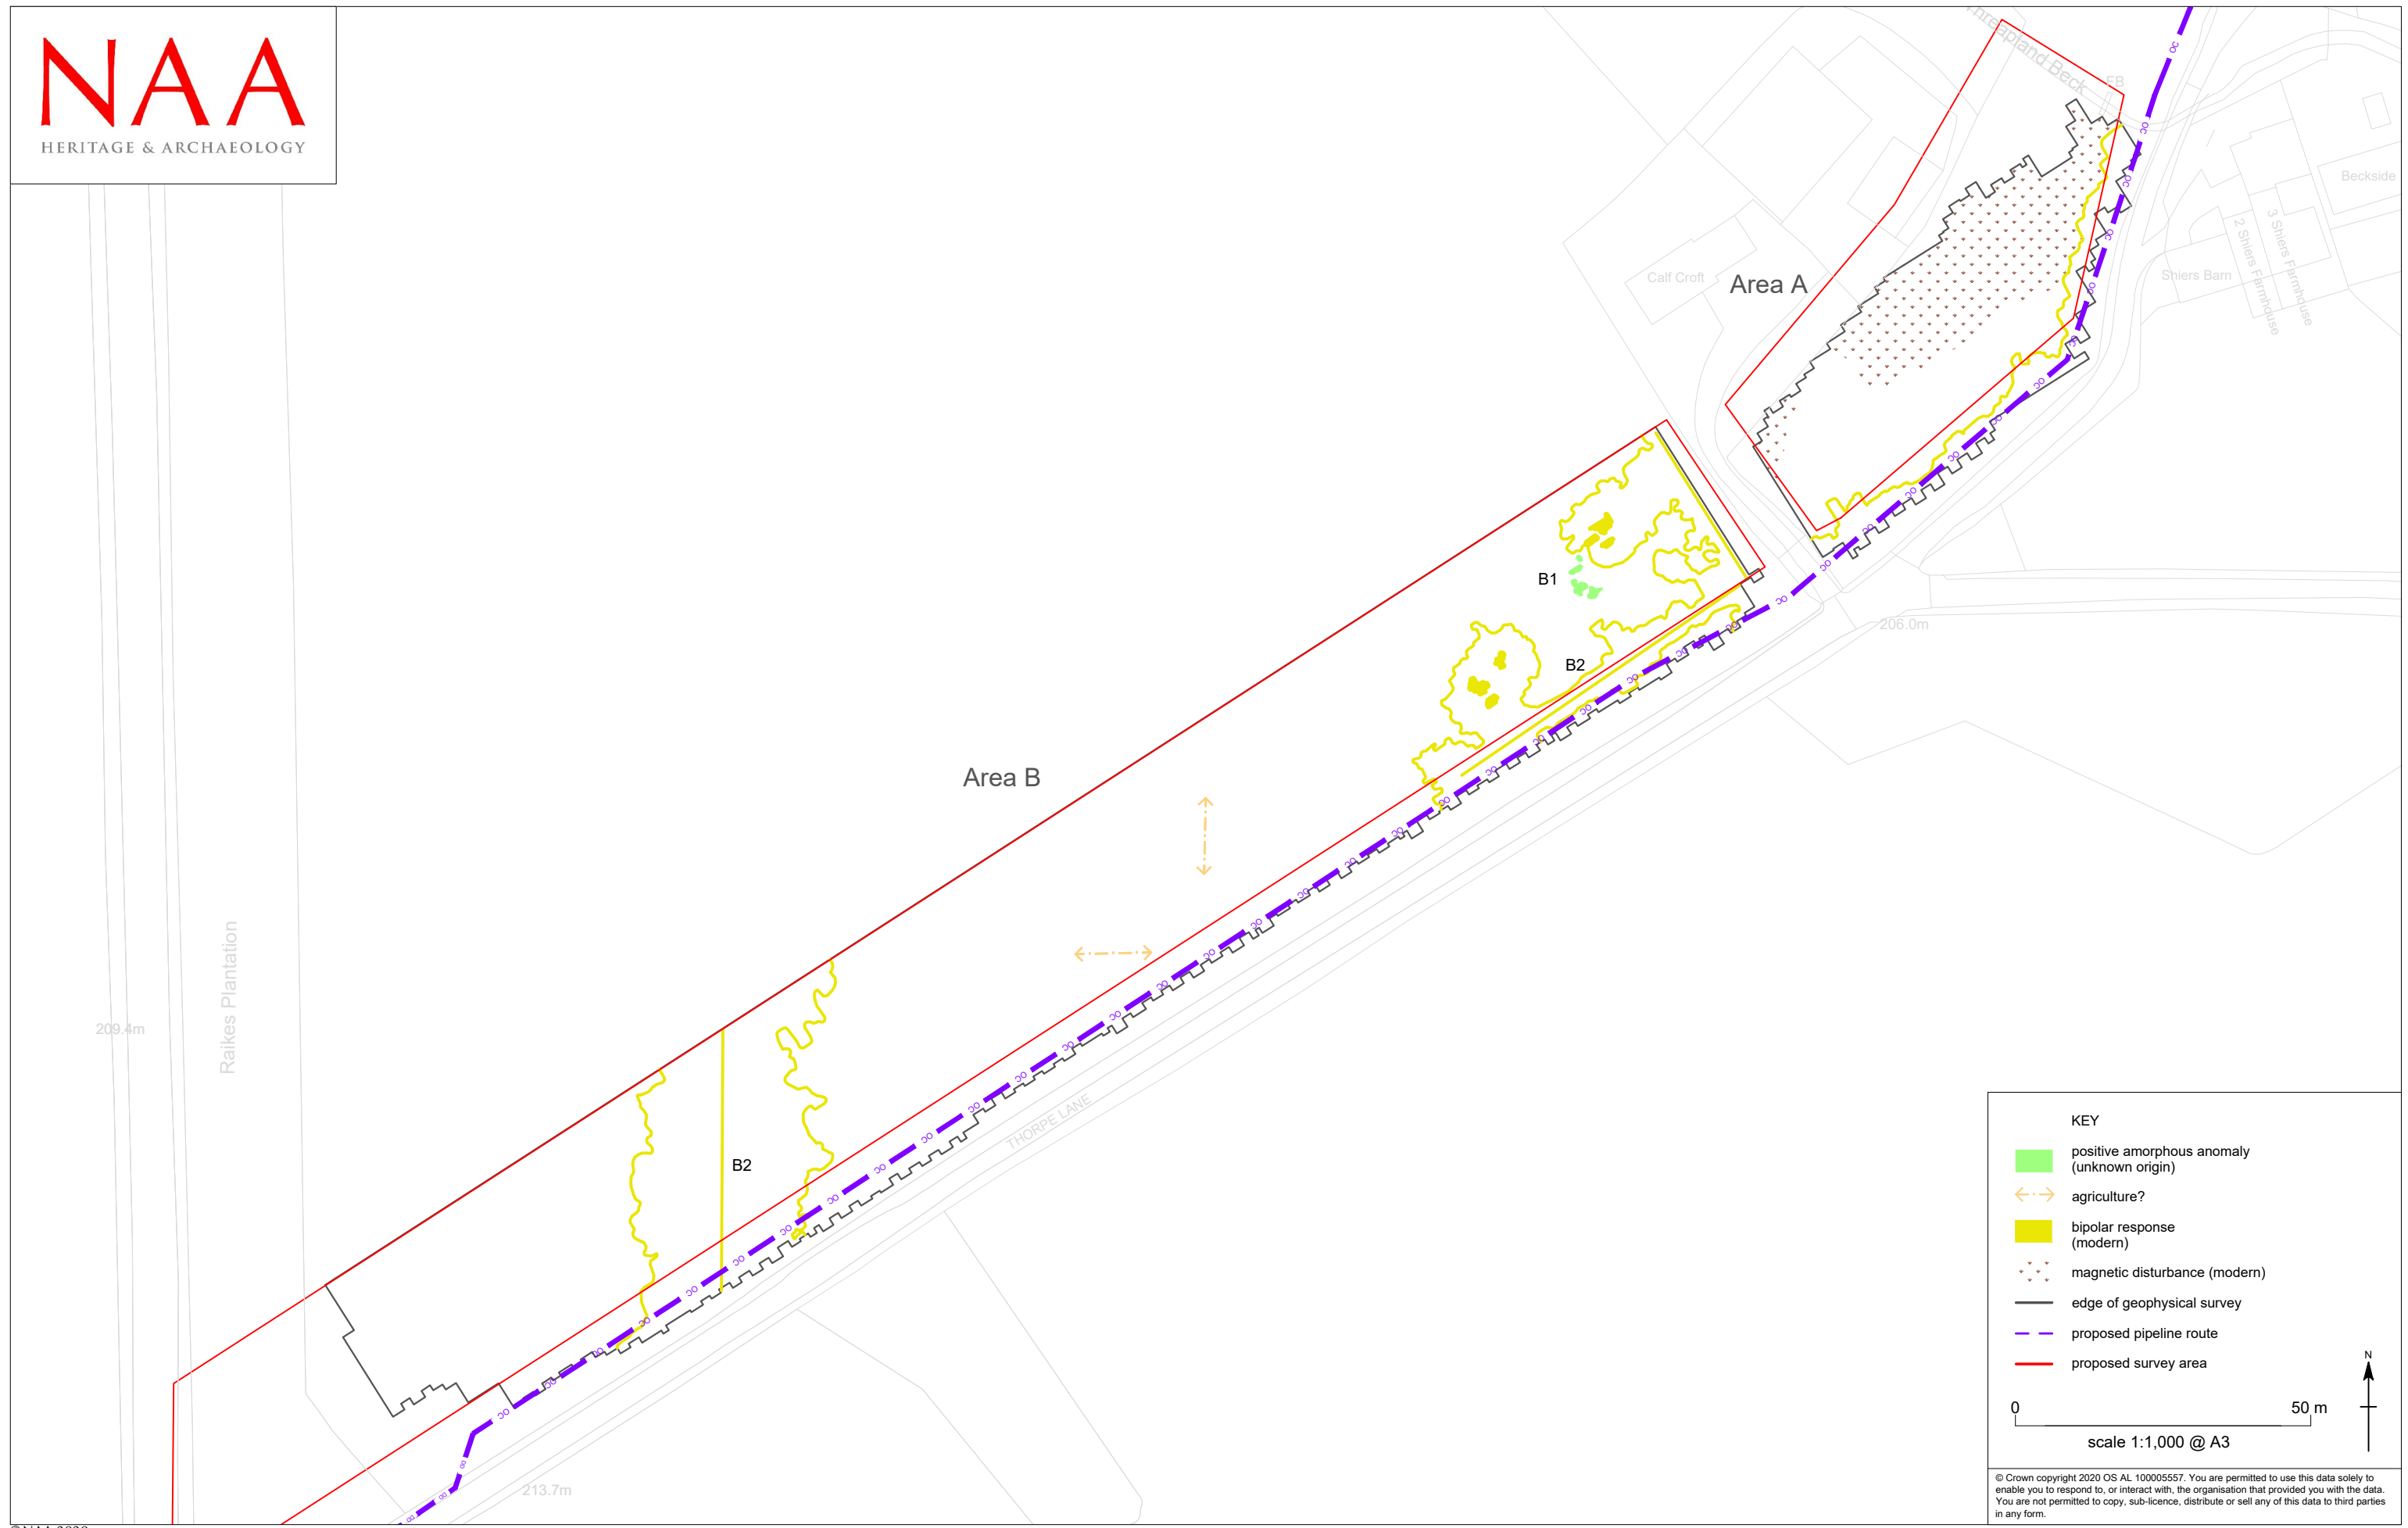 NAA
HERITAGE & ARCHAEOLOGY
Threapland Beck
FB
Beckside
Calf Croft
Area A
Shiers Barn
2 Shiers Farmhouse
3 Shiers Farmhouse
B1
B2
206.0m
Area B
Raikes Plantation
209.4m
THORPE LANE
B2
213.7m
KEY
positive amorphous anomaly
(unknown origin)
agriculture?
bipolar response
(modern)
magnetic disturbance (modern)
edge of geophysical survey
proposed pipeline route
proposed survey area
N
0
50 m
scale 1:1,000 @ A3
© Crown copyright 2020 OS AL 100005557. You are permitted to use this data solely to
enable you to respond to, or interact with, the organisation that provided you with the data.
You are not permitted to copy, sub-licence, distribute or sell any of this data to third parties
in any form.
©NAA 2020